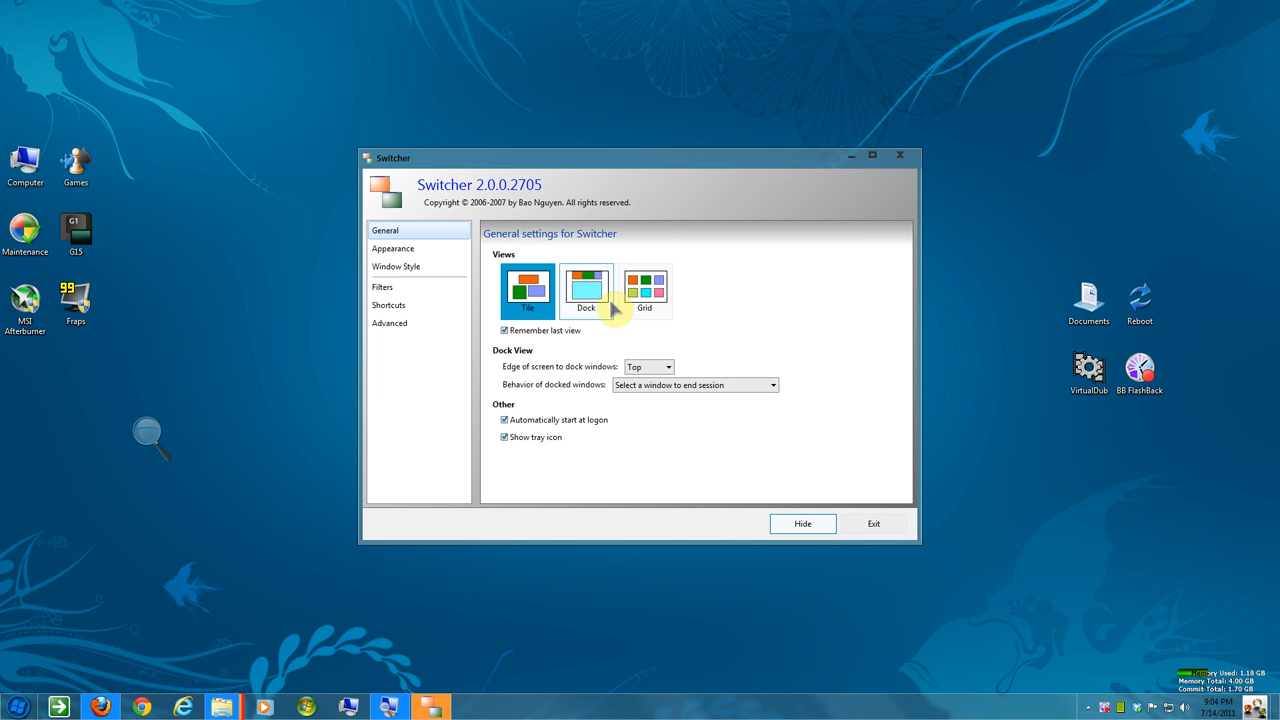 Switcher
Switcher 2.0.0.2705
Copyright © 2006-2007 by Bao Nguyen. All rights reserved.
General
Appearance
Window Style
Filters
Shortcuts
Advanced
General settings for Switcher
Views
Tile
Dock
Grid
Remember last view
Dock View
Edge of screen to dock windows: Top
Behavior of docked windows: Select a window to end session
Other
Automatically start at logon
Show tray icon
Hide
Exit
Computer
Games
Maintenance
G1
G15
MSI Afterburner
99
Fraps
Documents
Reboot
VirtualDub
BB FlashBack
Memory Used: 1.18 GB
Memory Total: 4.00 GB
Commit Total: 1.70 GB
9:04 PM
7/14/2011